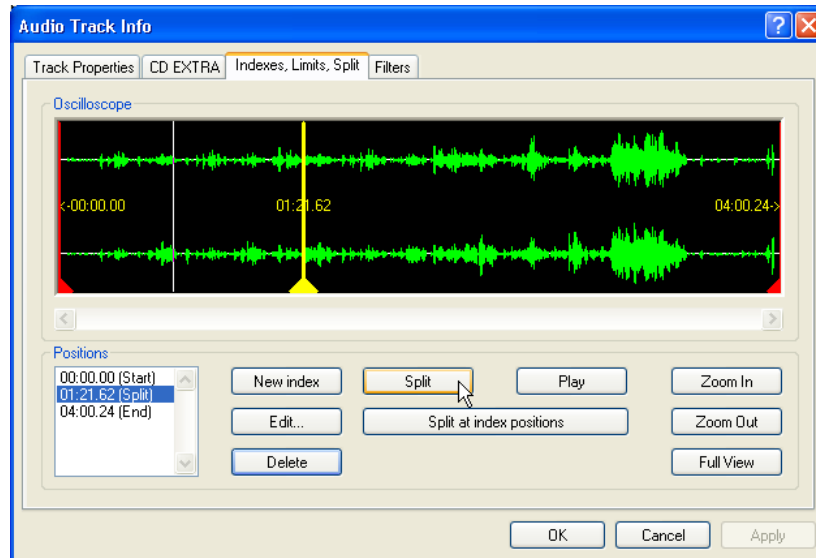 Audio Track Info
Track Properties CD EXTRA Indexes, Limits, Split Filters
Oscilloscope
<-00:00.00 01:21.62 04:00.24->
Positions
00:00.00 (Start)
01:21.62 (Split)
04:00.24 (End)
New index Split Play Zoom In
Edit... Split at index positions Zoom Out
Delete Full View
OK Cancel Apply